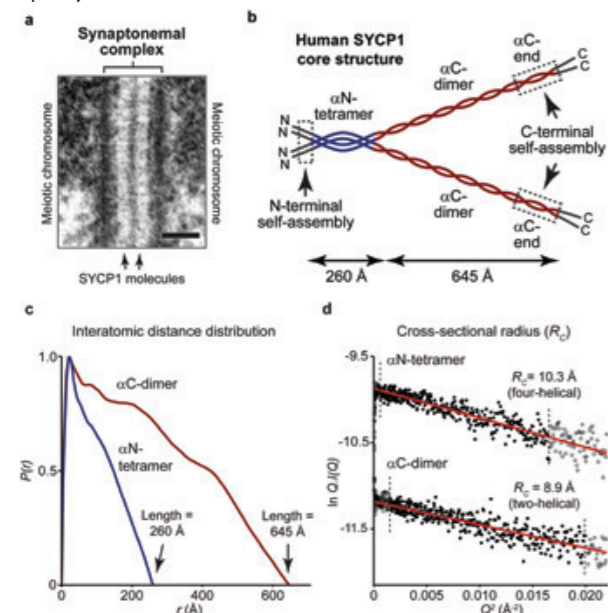 a
Synaptonemal
complex
Meiotic chromosome
Meiotic chromosome
SYCP1 molecules
b
Human SYCP1
core structure
αN-
tetramer
αC-
dimer
αC-
end
C
C
N
N
N
N
N-terminal
self-assembly
C-terminal
self-assembly
αC-
dimer
αC-
end
C
C
260 Å
645 Å
c
Interatomic distance distribution
P(r)
1.0
0.5
0
αC-dimer
αN-
tetramer
Length =
260 Å
Length =
645 Å
0
200
400
600
r (Å)
d
Cross-sectional radius (Rc)
ln Q.I(Q)
-9.5
-10.5
-11.5
αN-tetramer
Rc= 10.3 Å
(four-helical)
αC-dimer
Rc = 8.9 Å
(two-helical)
0
0.005
0.010
0.015
0.020
Q² (Å⁻²)